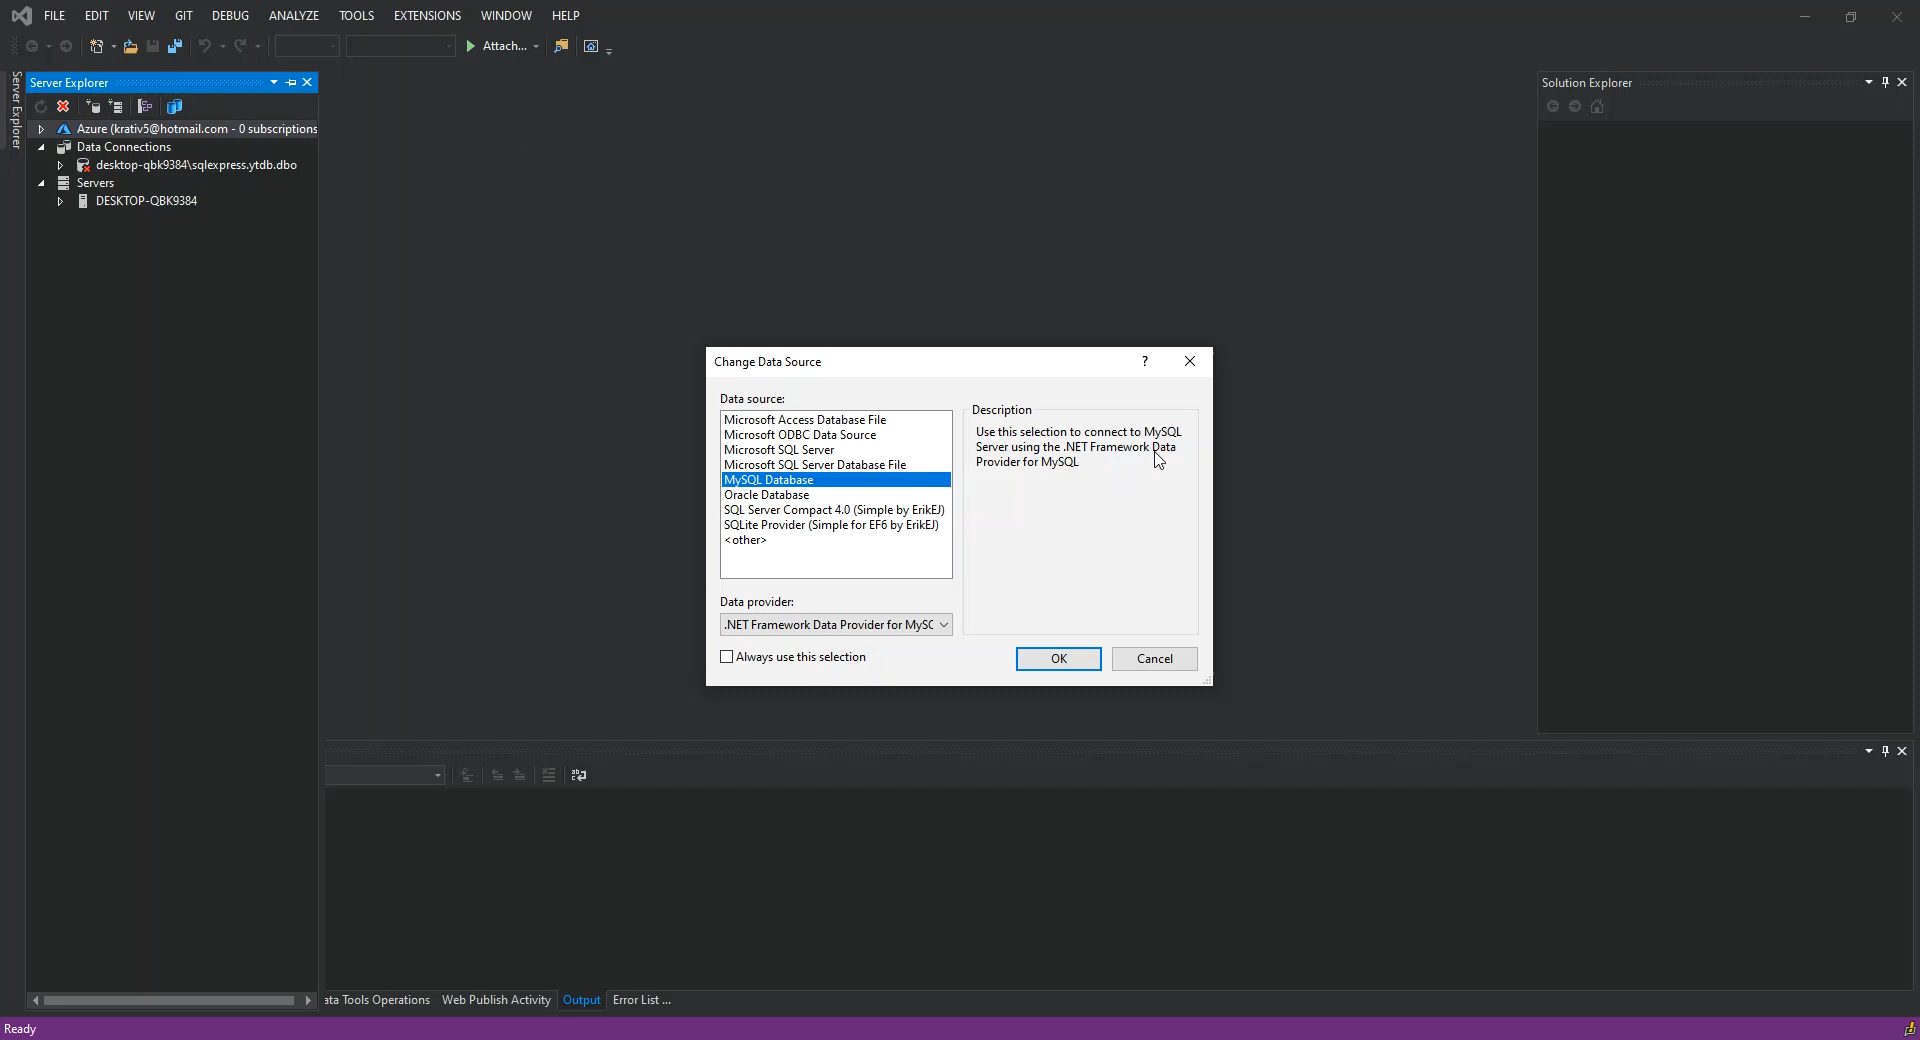 FILE EDIT VIEW GIT DEBUG ANALYZE TOOLS EXTENSIONS WINDOW HELP
Attach...
Server Explorer
Server Explorer
Azure (krativ5@hotmail.com - 0 subscriptions
Data Connections
desktop-qbk9384\sqlexpress.ytdb.dbo
Servers
DESKTOP-QBK9384
Solution Explorer
Change Data Source
?
Data source:
Microsoft Access Database File
Microsoft ODBC Data Source
Microsoft SQL Server
Microsoft SQL Server Database File
MySQL Database
Oracle Database
SQL Server Compact 4.0 (Simple by ErikEJ)
SQLite Provider (Simple for EF6 by ErikEJ)
<other>
Description
Use this selection to connect to MySQL
Server using the .NET Framework Data
Provider for MySQL
Data provider:
.NET Framework Data Provider for MySQ
Always use this selection
OK
Cancel
ata Tools Operations Web Publish Activity Output Error List ...
Ready